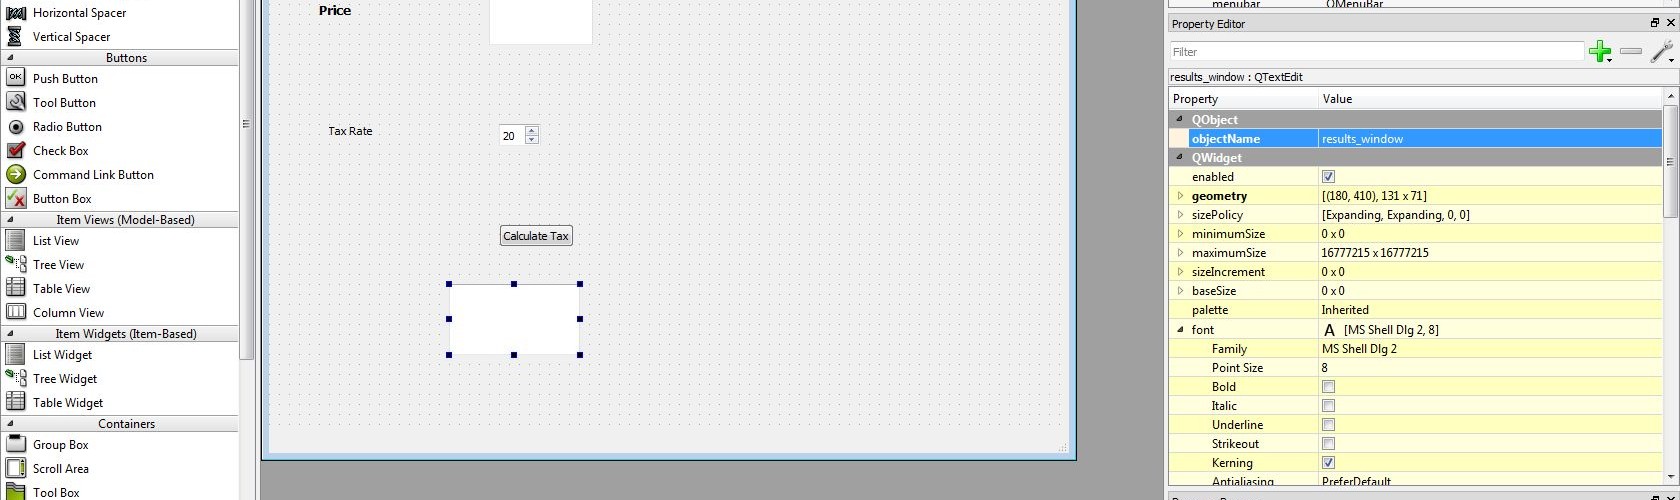 Horizontal Spacer
Vertical Spacer
Buttons
OK Push Button
Tool Button
Radio Button
Check Box
Command Link Button
Button Box
Item Views (Model-Based)
List View
Tree View
Table View
Column View
Item Widgets (Item-Based)
List Widget
Tree Widget
Table Widget
Containers
Group Box
Scroll Area
Tool Box
Price
Tax Rate
20
Calculate Tax
menubar QMenuBar
Property Editor
Filter
results_window : QTextEdit
Property Value
QObject
objectName results_window
QWidget
enabled
geometry [(180, 410), 131 x 71]
sizePolicy [Expanding, Expanding, 0, 0]
minimumSize 0 x 0
maximumSize 16777215 x 16777215
sizeIncrement 0 x 0
baseSize 0 x 0
palette Inherited
font A [MS Shell Dlg 2, 8]
Family MS Shell Dlg 2
Point Size 8
Bold
Italic
Underline
Strikeout
Kerning
Antialiasing PreferDefault